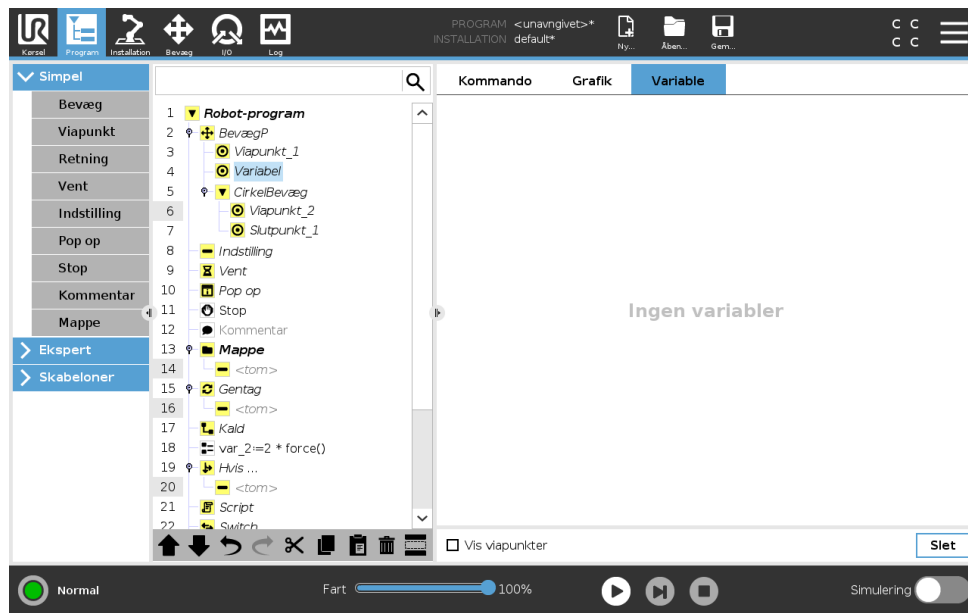 UR
PROGRAM <unavngivet>*
INSTALLATION default*
Kørsel Program Installation Bevæg I/O Log Ny... Åben... Gem...
C C
C C
Simpel
Bevæg
Viapunkt
Retning
Vent
Indstilling
Pop op
Stop
Kommentar
Mappe
Ekspert
Skabeloner
1 Robot-program
2 BevægP
3 Viapunkt_1
4 Variabel
5 CirkelBevæg
6 Viapunkt_2
7 Slutpunkt_1
8 Indstilling
9 Vent
10 Pop op
11 Stop
12 Kommentar
13 Mappe
14 <tom>
15 Gentag
16 <tom>
17 Kald
18 var_2:=2 * force()
19 Hvis ...
20 <tom>
21 Script
22 Switch
Kommando Grafik Variable
Ingen variabler
Vis viapunkter Slet
Normal Fart 100% Simulering